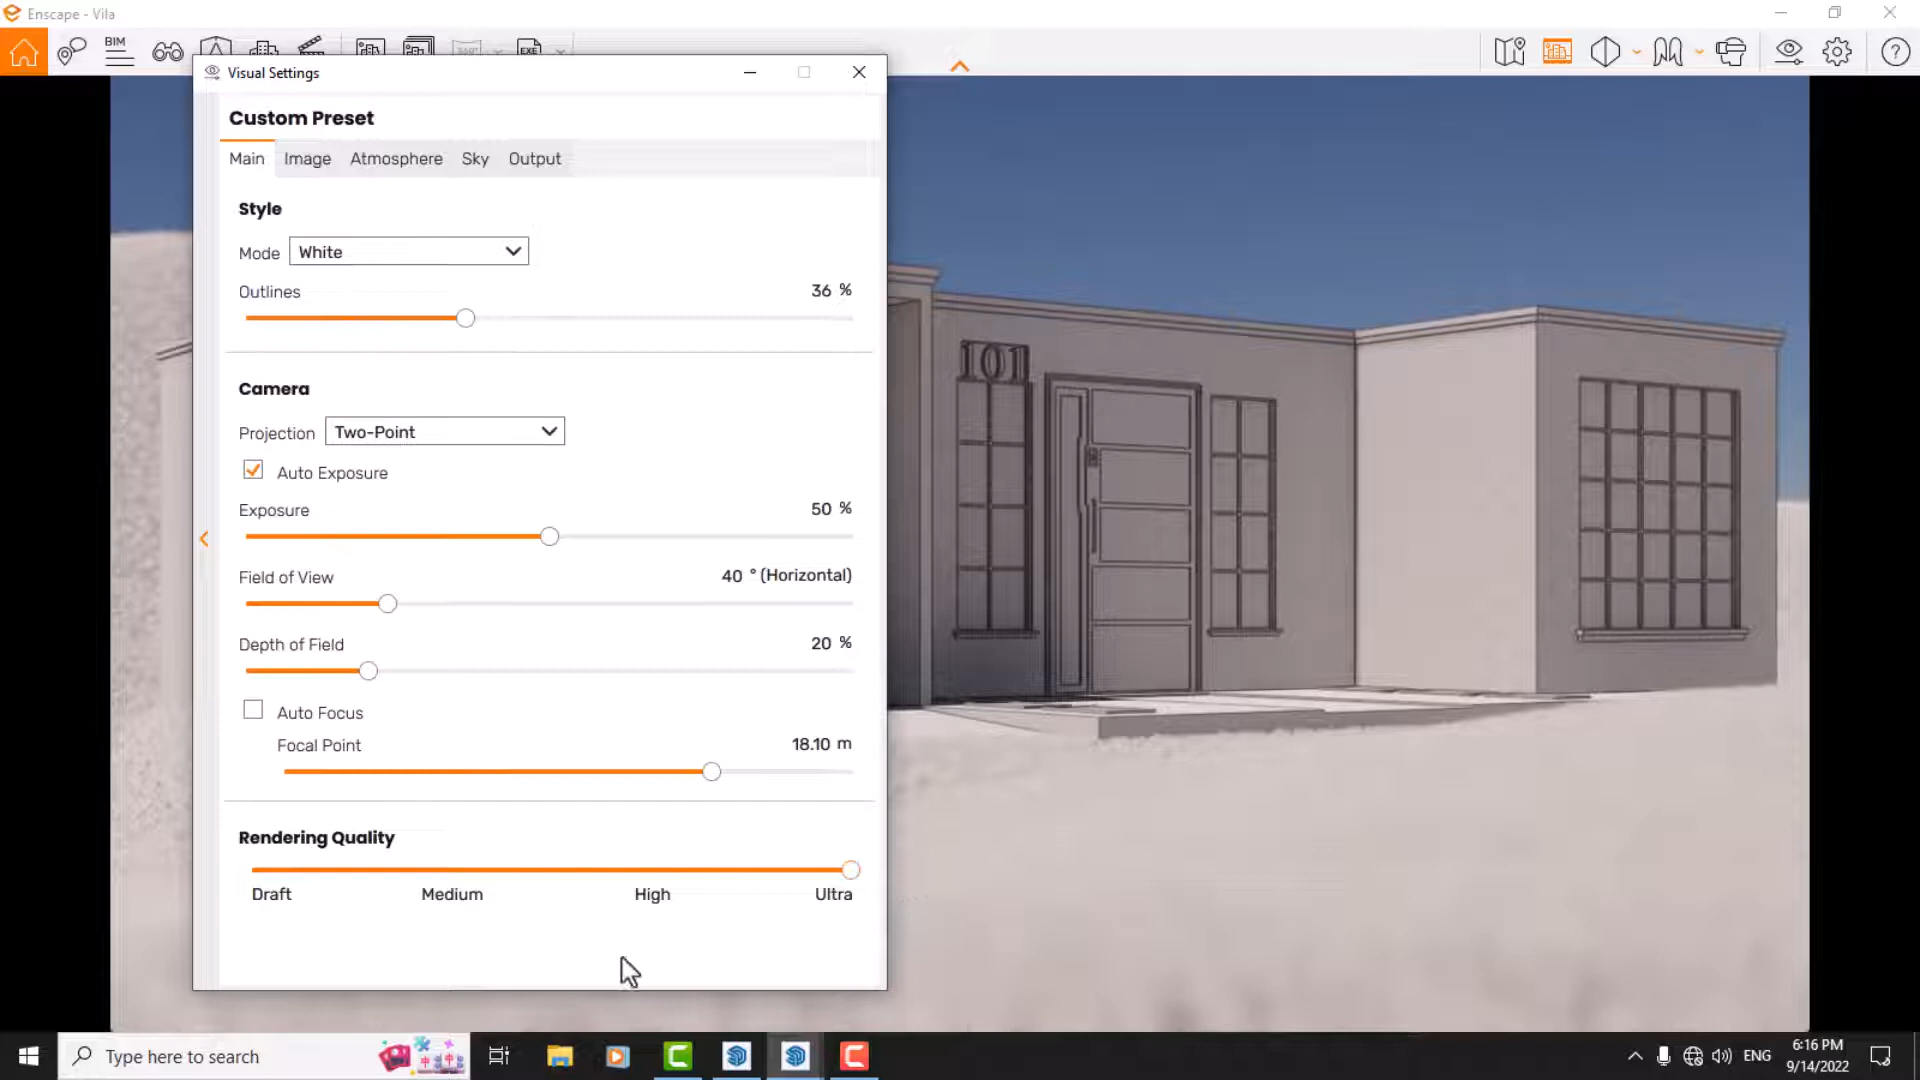 Enscape - Vila
BIM
360°
EXE
Visual Settings
Custom Preset
Main Image Atmosphere Sky Output
Style
Mode White
Outlines 36 %
Camera
Projection Two-Point
Auto Exposure
Exposure 50 %
Field of View 40 ° (Horizontal)
Depth of Field 20 %
Auto Focus
Focal Point 18.10 m
Rendering Quality
Draft Medium High Ultra
101
Type here to search
ENG
6:16 PM
9/14/2022